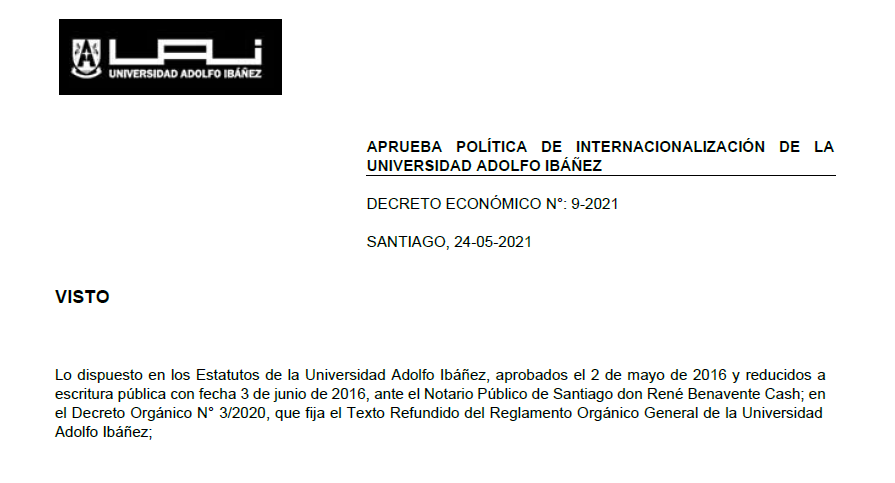 UAI
UNIVERSIDAD ADOLFO IBÁÑEZ
APRUEBA POLÍTICA DE INTERNACIONALIZACIÓN DE LA
UNIVERSIDAD ADOLFO IBÁÑEZ
DECRETO ECONÓMICO N°: 9-2021
SANTIAGO, 24-05-2021
VISTO
Lo dispuesto en los Estatutos de la Universidad Adolfo Ibáñez, aprobados el 2 de mayo de 2016 y reducidos a
escritura pública con fecha 3 de junio de 2016, ante el Notario Público de Santiago don René Benavente Cash; en
el Decreto Orgánico N° 3/2020, que fija el Texto Refundido del Reglamento Orgánico General de la Universidad
Adolfo Ibáñez;